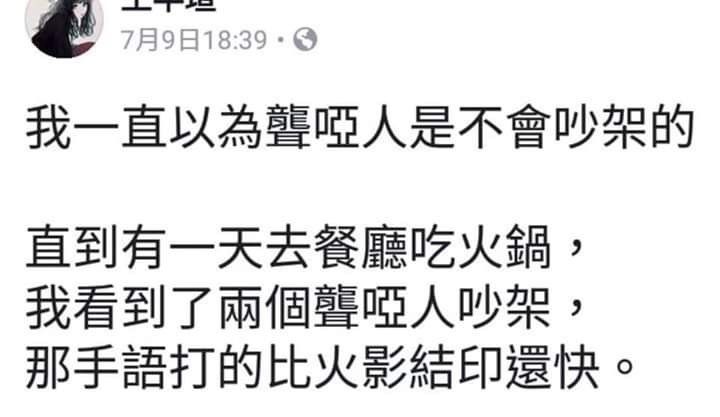 7月9日18:39
我一直以為聾啞人是不會吵架的
直到有一天去餐廳吃火鍋，
我看到了兩個聾啞人吵架，
那手語打的比火影結印還快。